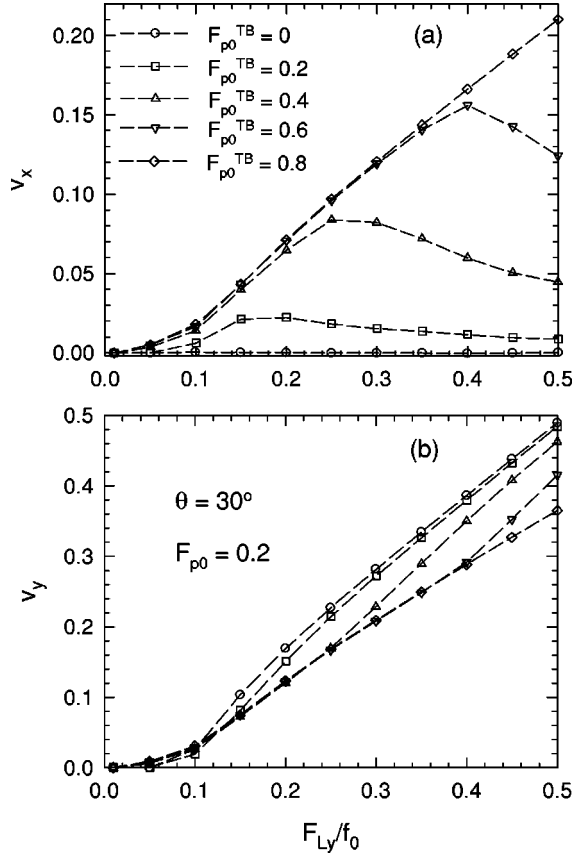 (a)
F_p0^TB = 0
F_p0^TB = 0.2
F_p0^TB = 0.4
F_p0^TB = 0.6
F_p0^TB = 0.8
0.20
0.15
0.10
0.05
0.00
v_x
0.0 0.1 0.2 0.3 0.4 0.5
(b)
θ = 30°
F_p0 = 0.2
0.5
0.4
0.3
0.2
0.1
0.0
v_y
0.0 0.1 0.2 0.3 0.4 0.5
F_Ly/f_0